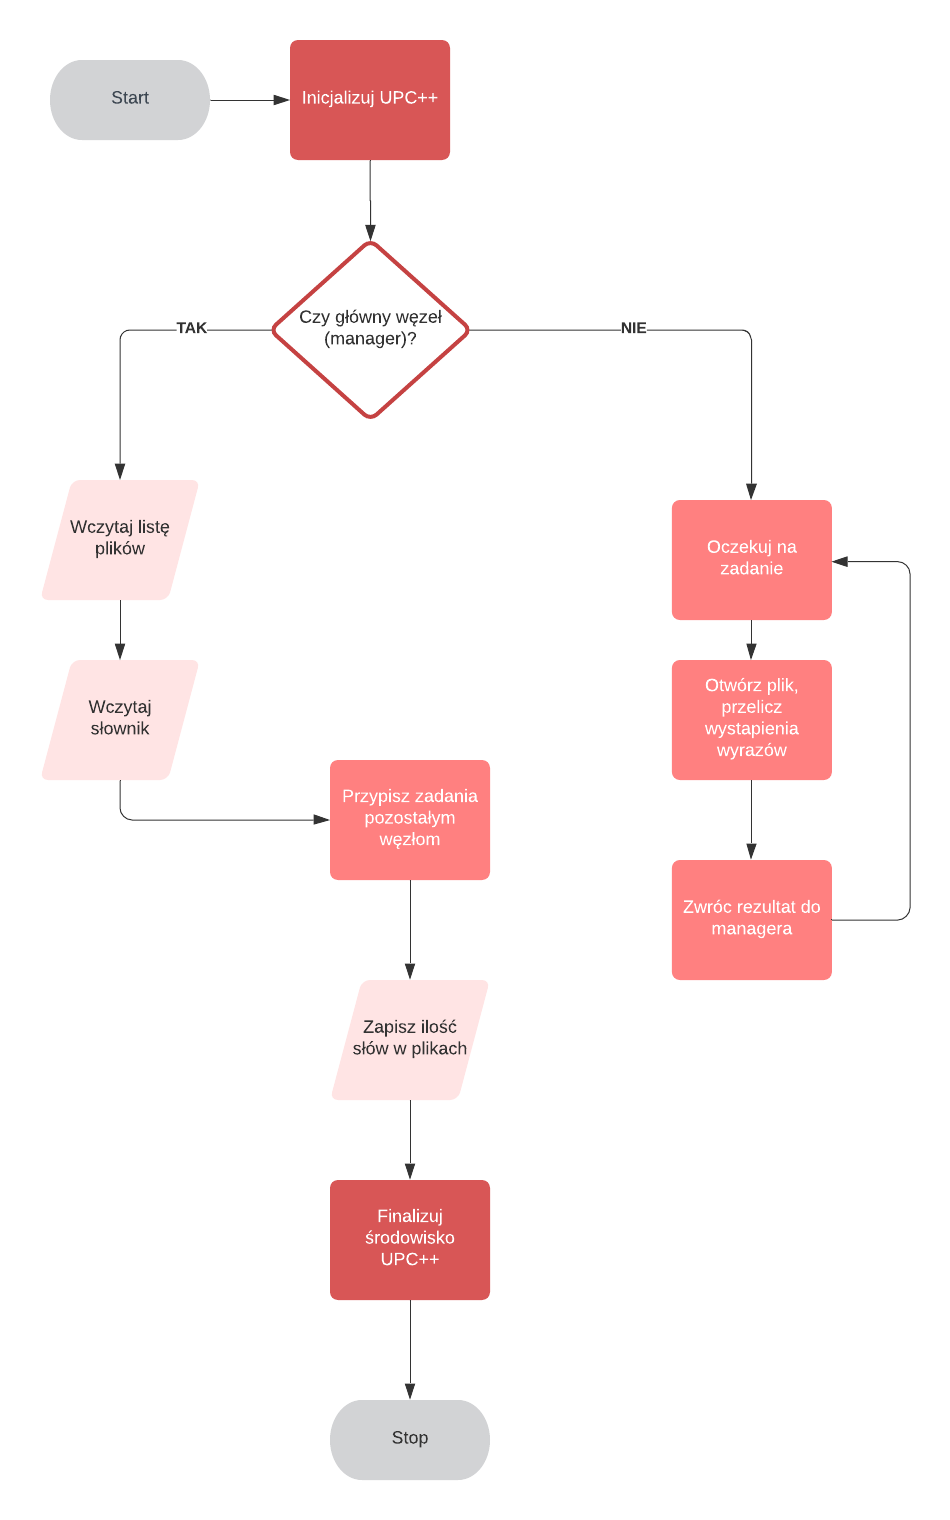 Start
Inicjalizuj UPC++
Czy główny węzeł
(manager)?
TAK
NIE
Wczytaj listę
plików
Wczytaj
słownik
Przypisz zadania
pozostałym
węzłom
Zapisz ilość
słów w plikach
Finalizuj
środowisko
UPC++
Stop
Oczekuj na
zadanie
Otwórz plik,
przelicz
wystapienia
wyrazów
Zwróc rezultat do
managera